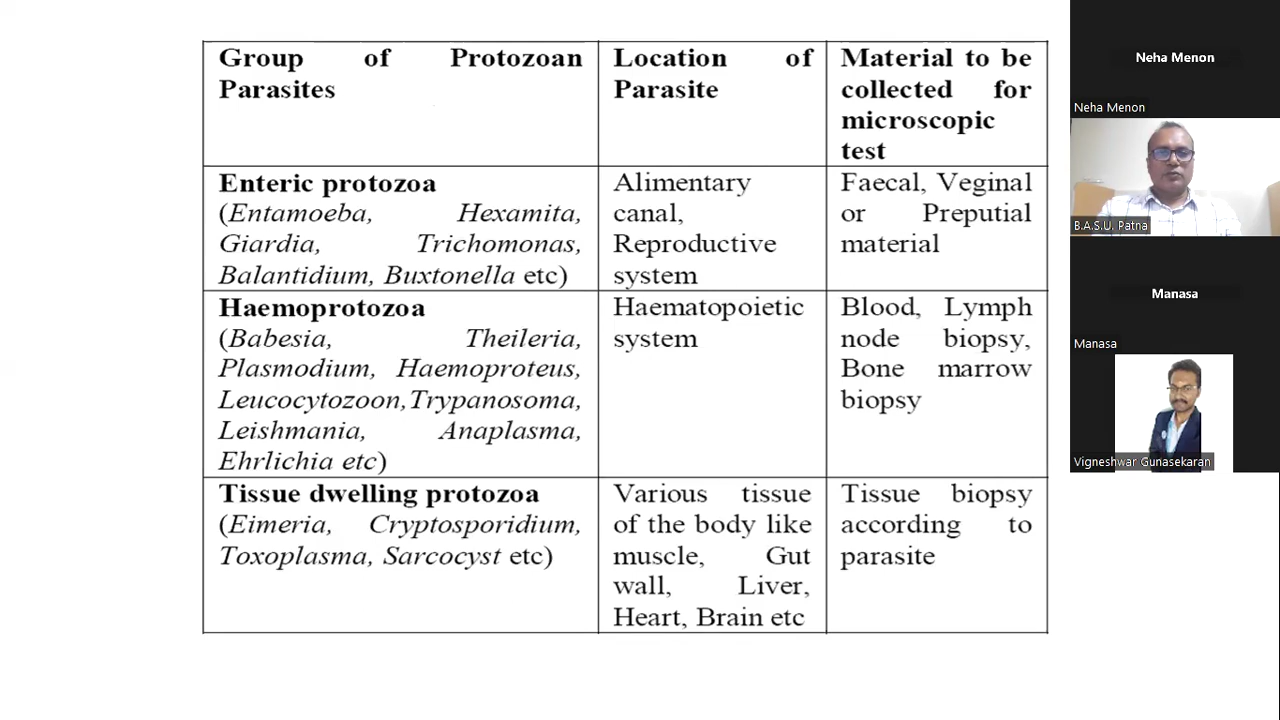 Group of Protozoan
Parasites
Location of
Parasite
Material to be
collected for
microscopic
test
Enteric protozoa
(Entamoeba, Hexamita,
Giardia, Trichomonas,
Balantidium, Buxtonella etc)
Alimentary
canal,
Reproductive
system
Faecal, Veginal
or Preputial
material
Haemoprotozoa
(Babesia, Theileria,
Plasmodium, Haemoproteus,
Leucocytozoon,Trypanosoma,
Leishmania, Anaplasma,
Ehrlichia etc)
Haematopoietic
system
Blood, Lymph
node biopsy,
Bone marrow
biopsy
Tissue dwelling protozoa
(Eimeria, Cryptosporidium,
Toxoplasma, Sarcocyst etc)
Various tissue
of the body like
muscle, Gut
wall, Liver,
Heart, Brain etc
Tissue biopsy
according to
parasite
Neha Menon
Neha Menon
B.A.S.U. Patna
Manasa
Manasa
Vigneshwar Gunasekaran